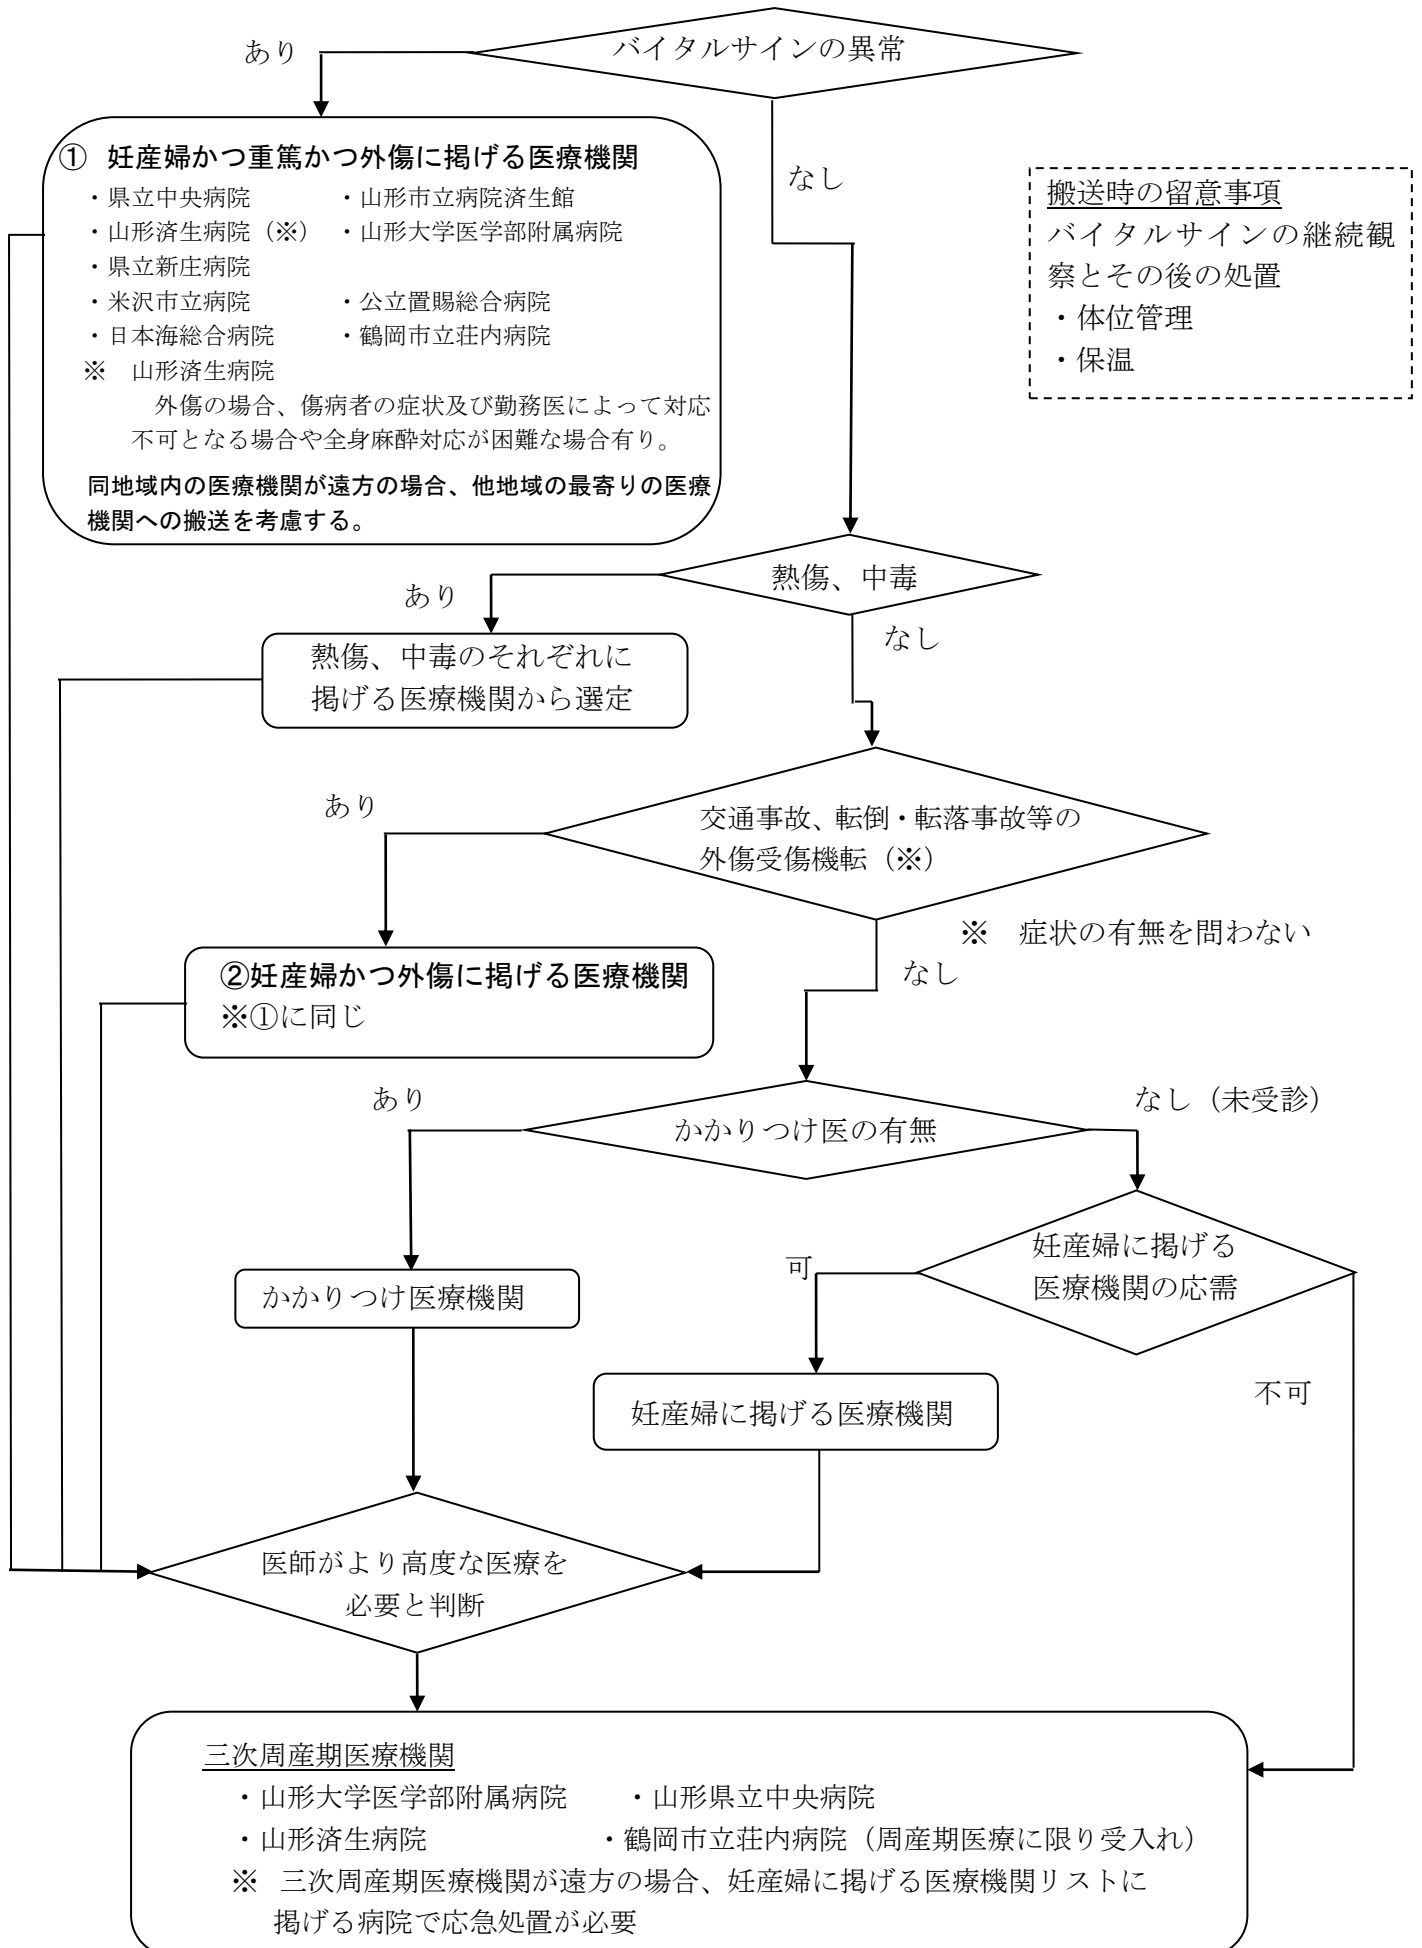 バイタルサインの異常
あり
① 妊産婦かつ重篤かつ外傷に掲げる医療機関
・県立中央病院 ・山形市立病院済生館
・山形済生病院（※） ・山形大学医学部附属病院
・県立新庄病院
・米沢市立病院 ・公立置賜総合病院
・日本海総合病院 ・鶴岡市立荘内病院
※ 山形済生病院
外傷の場合、傷病者の症状及び勤務医によって対応
不可となる場合や全身麻酔対応が困難な場合有り。
同地域内の医療機関が遠方の場合、他地域の最寄りの医療
機関への搬送を考慮する。
なし
搬送時の留意事項
バイタルサインの継続観
察とその後の処置
・体位管理
・保温
熱傷、中毒
あり
なし
熱傷、中毒のそれぞれに
掲げる医療機関から選定
あり
交通事故、転倒・転落事故等の
外傷受傷機転（※）
※ 症状の有無を問わない
なし
②妊産婦かつ外傷に掲げる医療機関
※①に同じ
あり
かかりつけ医の有無
なし（未受診）
かかりつけ医療機関
可
妊産婦に掲げる
医療機関の応需
不可
妊産婦に掲げる医療機関
医師がより高度な医療を
必要と判断
三次周産期医療機関
・山形大学医学部附属病院 ・山形県立中央病院
・山形済生病院 ・鶴岡市立荘内病院（周産期医療に限り受入れ）
※ 三次周産期医療機関が遠方の場合、妊産婦に掲げる医療機関リストに
掲げる病院で応急処置が必要